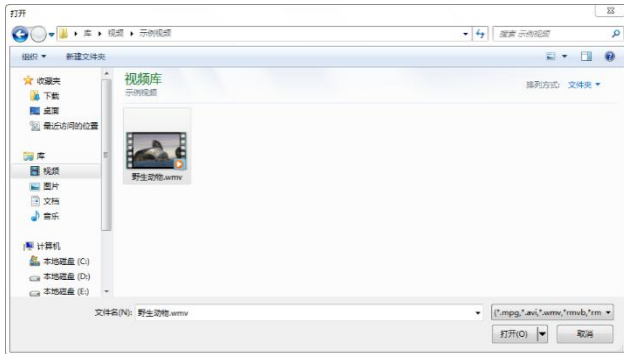 打开
库 ▸ 视频 ▸ 示例视频
搜索 示例视频
组织 新建文件夹
收藏夹
下载
桌面
最近访问的位置
库
视频
图片
文档
音乐
计算机
本地磁盘 (C:)
本地磁盘 (D:)
本地磁盘 (E:)
视频库
示例视频
排列方式: 文件夹
野生动物.wmv
文件名(N): 野生动物.wmv
(*.mpg,*.avi,*.wmv,*rmvb,*rm
打开(O) 取消